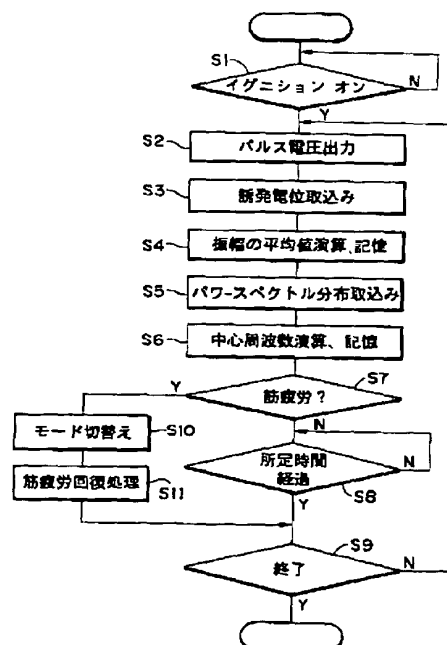 S1
イグニション オン
N
Y
S2
パルス電圧出力
S3
誘発電位取込み
S4
振幅の平均値演算、記憶
S5
パワースペクトル分布取込み
S6
中心周波数演算、記憶
S7
Y
筋疲労?
N
モード切替え
S10
所定時間
経過
N
筋疲労回復処理
S11
S8
Y
S9
終了
N
Y